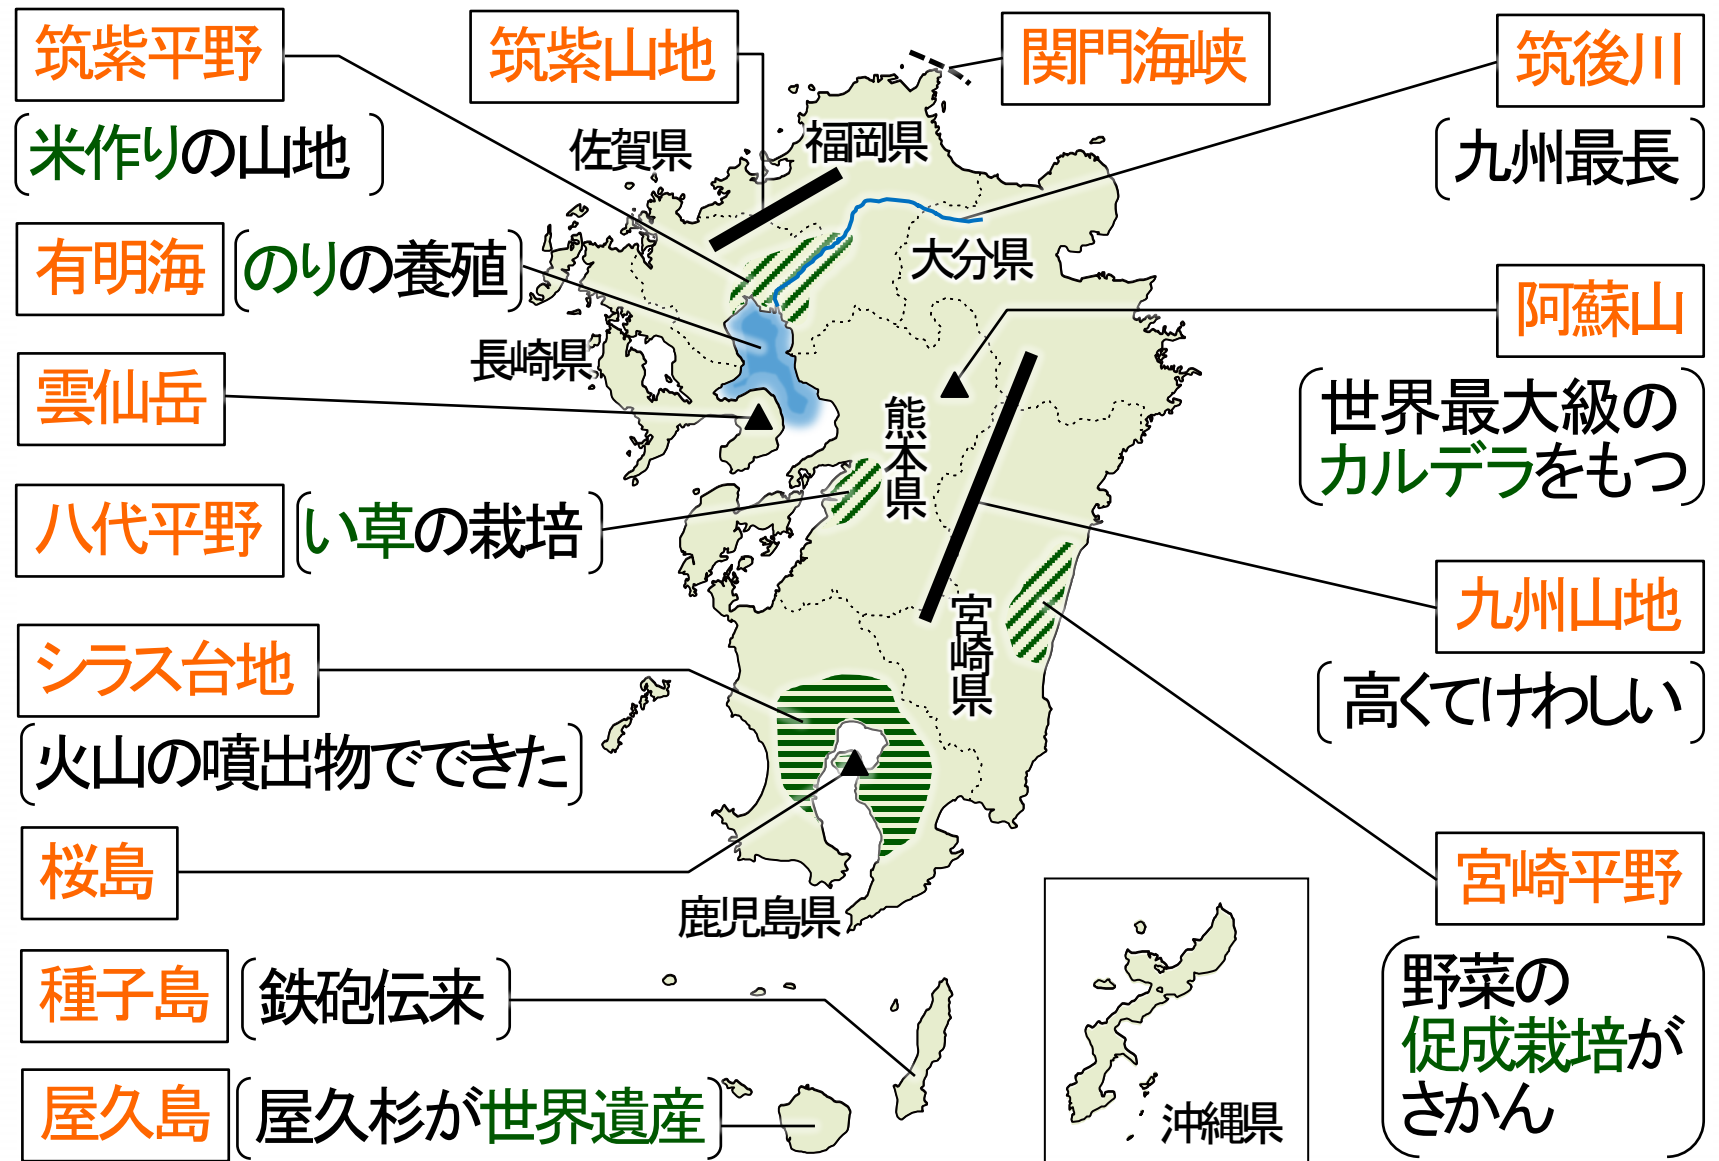 筑紫平野
米作りの山地
筑紫山地
関門海峡
筑後川
九州最長
佐賀県
福岡県
大分県
有明海
のりの養殖
長崎県
雲仙岳
阿蘇山
世界最大級の
カルデラをもつ
熊本県
八代平野
い草の栽培
九州山地
高くてけわしい
宮崎県
シラス台地
火山の噴出物でできた
桜島
鹿児島県
宮崎平野
野菜の
促成栽培が
さかん
種子島
鉄砲伝来
屋久島
屋久杉が世界遺産
沖縄県